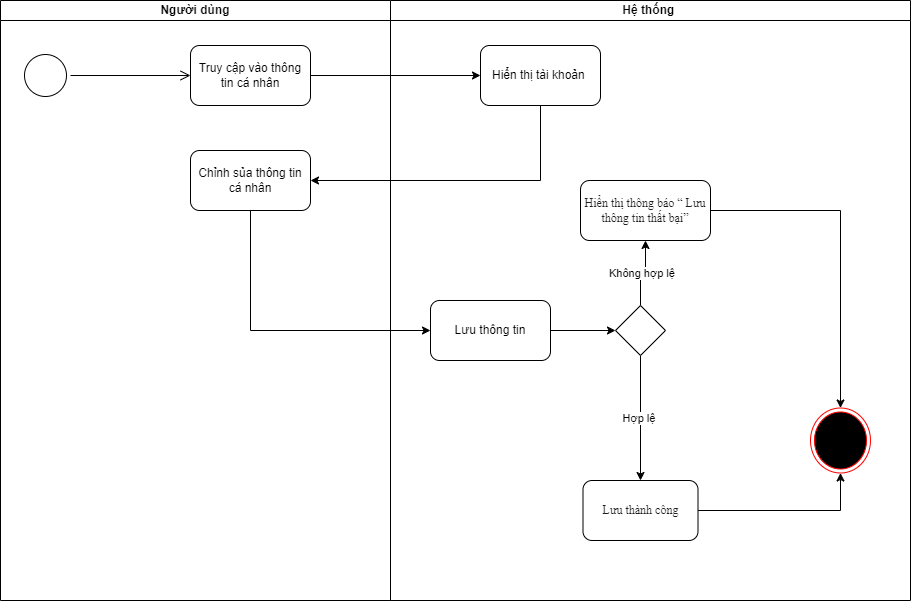 Người dùng
Hệ thống
Truy cập vào thông
tin cá nhân
Hiển thị tài khoản
Chỉnh sủa thông tin
cá nhân
Hiển thị thông báo “ Lưu
thông tin thất bại”
Không hợp lệ
Lưu thông tin
Hợp lệ
Lưu thành công